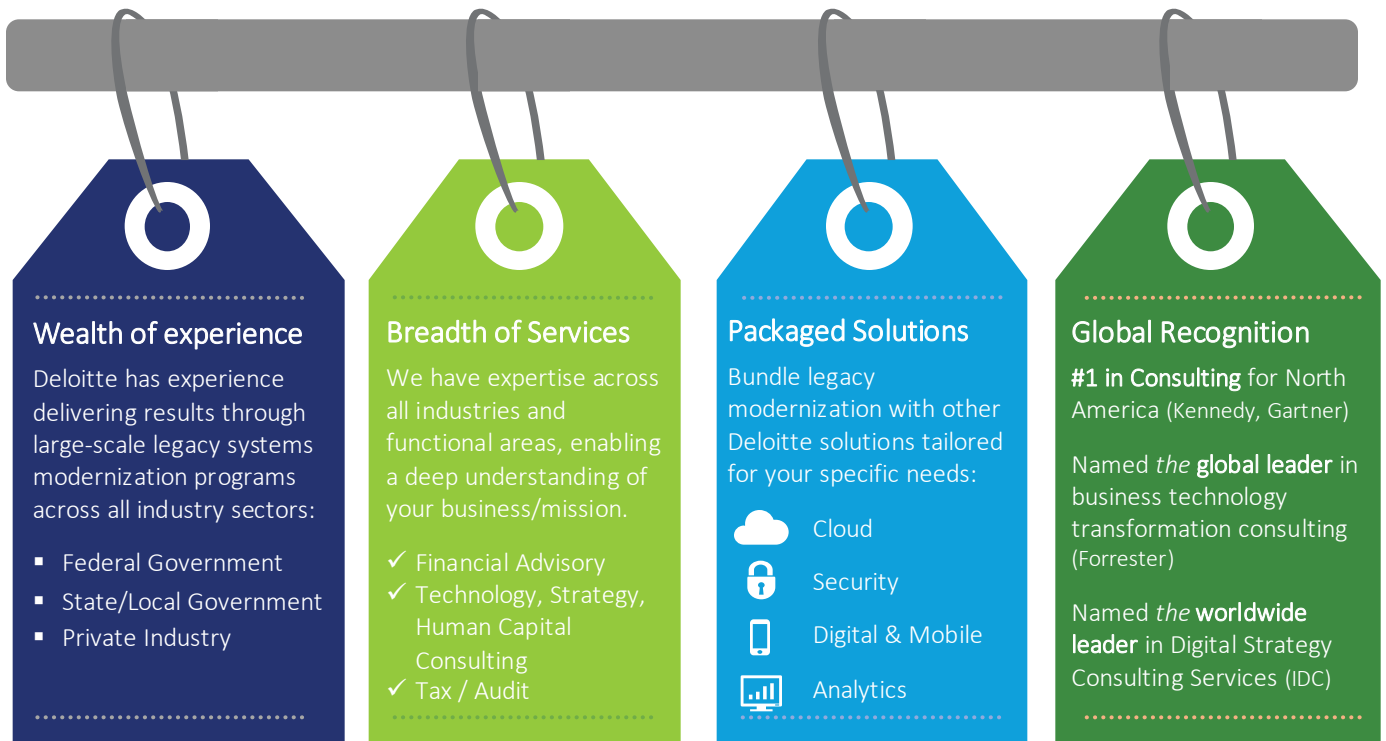 Wealth of experience
Deloitte has experience
delivering results through
large-scale legacy systems
modernization programs
across all industry sectors:
▪ Federal Government
▪ State/Local Government
▪ Private Industry
Breadth of Services
We have expertise across
all industries and
functional areas, enabling
a deep understanding of
your business/mission.
✓ Financial Advisory
✓ Technology, Strategy,
Human Capital
Consulting
✓ Tax / Audit
Packaged Solutions
Bundle legacy
modernization with other
Deloitte solutions tailored
for your specific needs:
Cloud
Security
Digital & Mobile
Analytics
Global Recognition
#1 in Consulting for North
America (Kennedy, Gartner)
Named the global leader in
business technology
transformation consulting
(Forrester)
Named the worldwide
leader in Digital Strategy
Consulting Services (IDC)